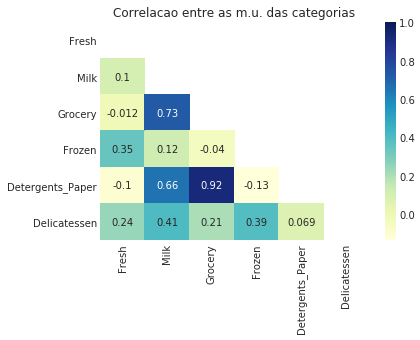 Correlacao entre as m.u. das categorias
Fresh
Milk 0.1
Grocery -0.012 0.73
Frozen 0.35 0.12 -0.04
Detergents_Paper -0.1 0.66 0.92 -0.13
Delicatessen 0.24 0.41 0.21 0.39 0.069
Fresh Milk Grocery Frozen Detergents_Paper Delicatessen
1.0
0.8
0.6
0.4
0.2
0.0